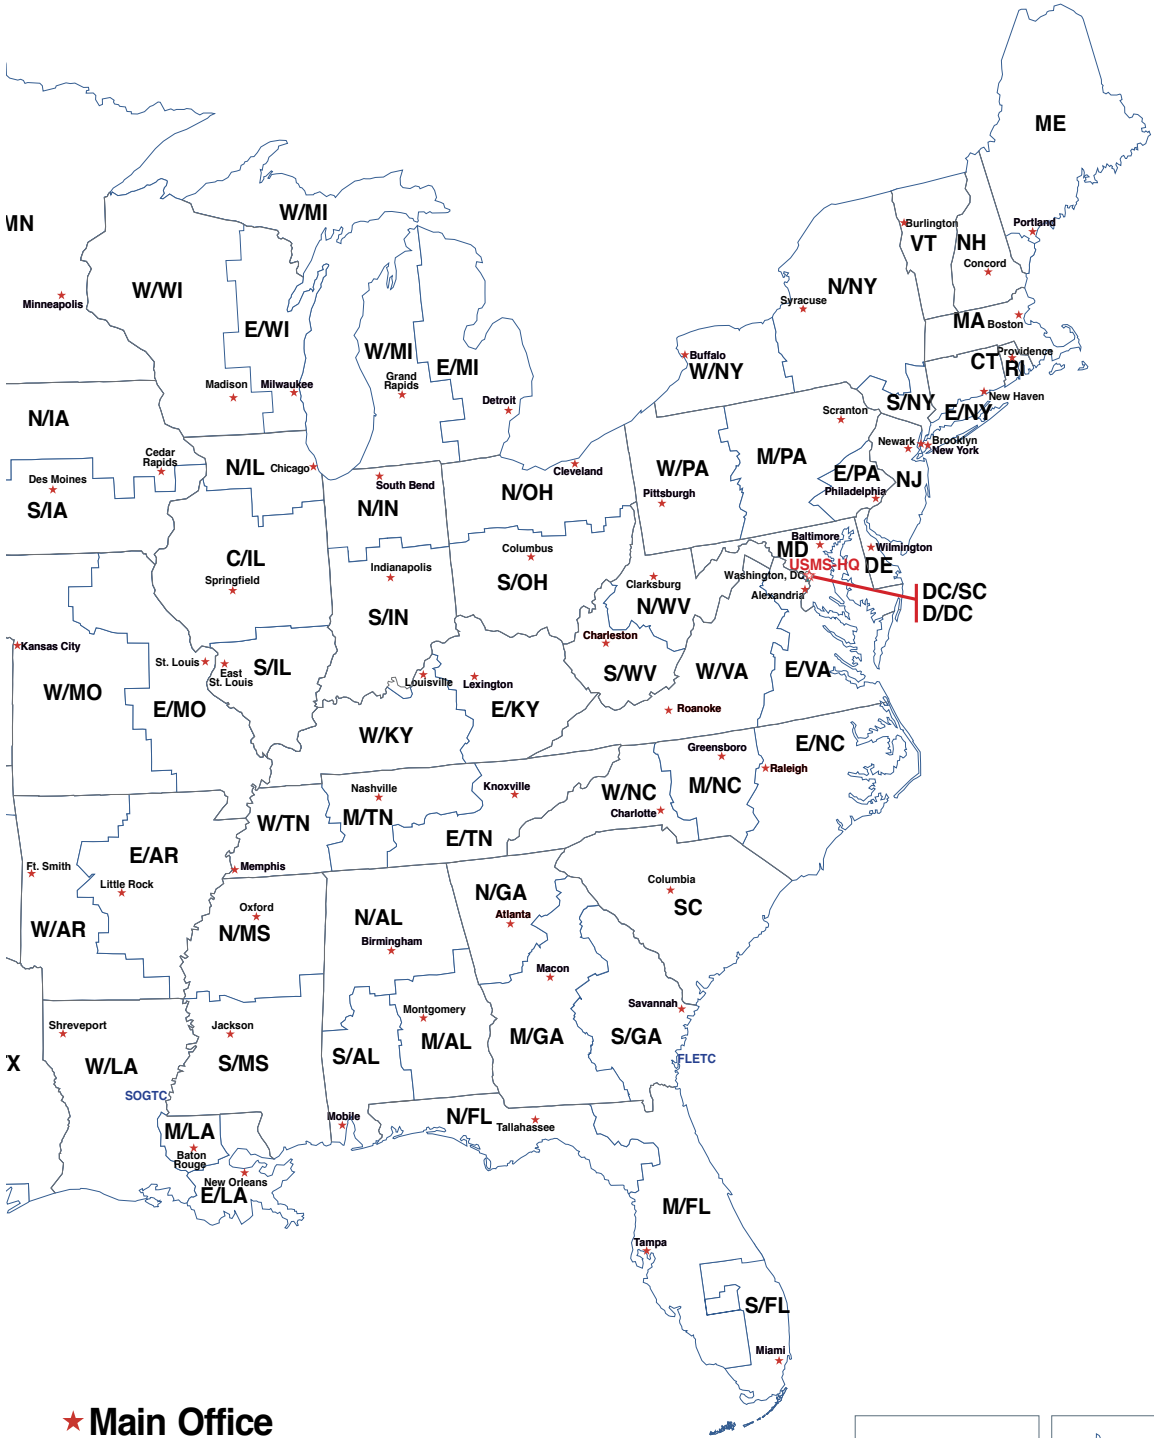 ME
W/MI
MN
Burlington
Portland
VT
NH
Concord
W/WI
N/NY
Minneapolis
Syracuse
E/WI
MA
Boston
W/MI
Buffalo
Providence
E/MI
CT
RI
W/NY
Grand
Rapids
Madison
Milwaukee
New Haven
Detroit
S/NY
E/NY
N/IA
Scranton
Newark
Brooklyn
New York
Cedar
Rapids
N/IL
Chicago
M/PA
W/PA
Cleveland
E/PA
NJ
Des Moines
South Bend
N/OH
Philadelphia
Pittsburgh
S/IA
N/IN
Baltimore
MD
Wilmington
C/IL
Columbus
USMS-HQ
DE
Indianapolis
Washington, DC
Springfield
S/OH
Clarksburg
Alexandria
DC/SC
D/DC
N/WV
S/IN
Charleston
Kansas City
St. Louis
East
St. Louis
S/IL
S/WV
W/VA
E/VA
Louisville
Lexington
W/MO
E/MO
E/KY
Roanoke
W/KY
Greensboro
E/NC
Raleigh
Nashville
Knoxville
W/NC
M/NC
M/TN
Charlotte
W/TN
E/TN
E/AR
Ft. Smith
Memphis
Little Rock
Columbia
N/GA
SC
Oxford
N/AL
Atlanta
W/AR
N/MS
Birmingham
Macon
Savannah
Montgomery
Shreveport
Jackson
M/GA
S/GA
M/AL
S/AL
FLETC
TX
W/LA
S/MS
SOGTC
Mobile
N/FL
Tallahassee
M/LA
Baton
Rouge
New Orleans
E/LA
M/FL
Tampa
S/FL
Miami
Main Office